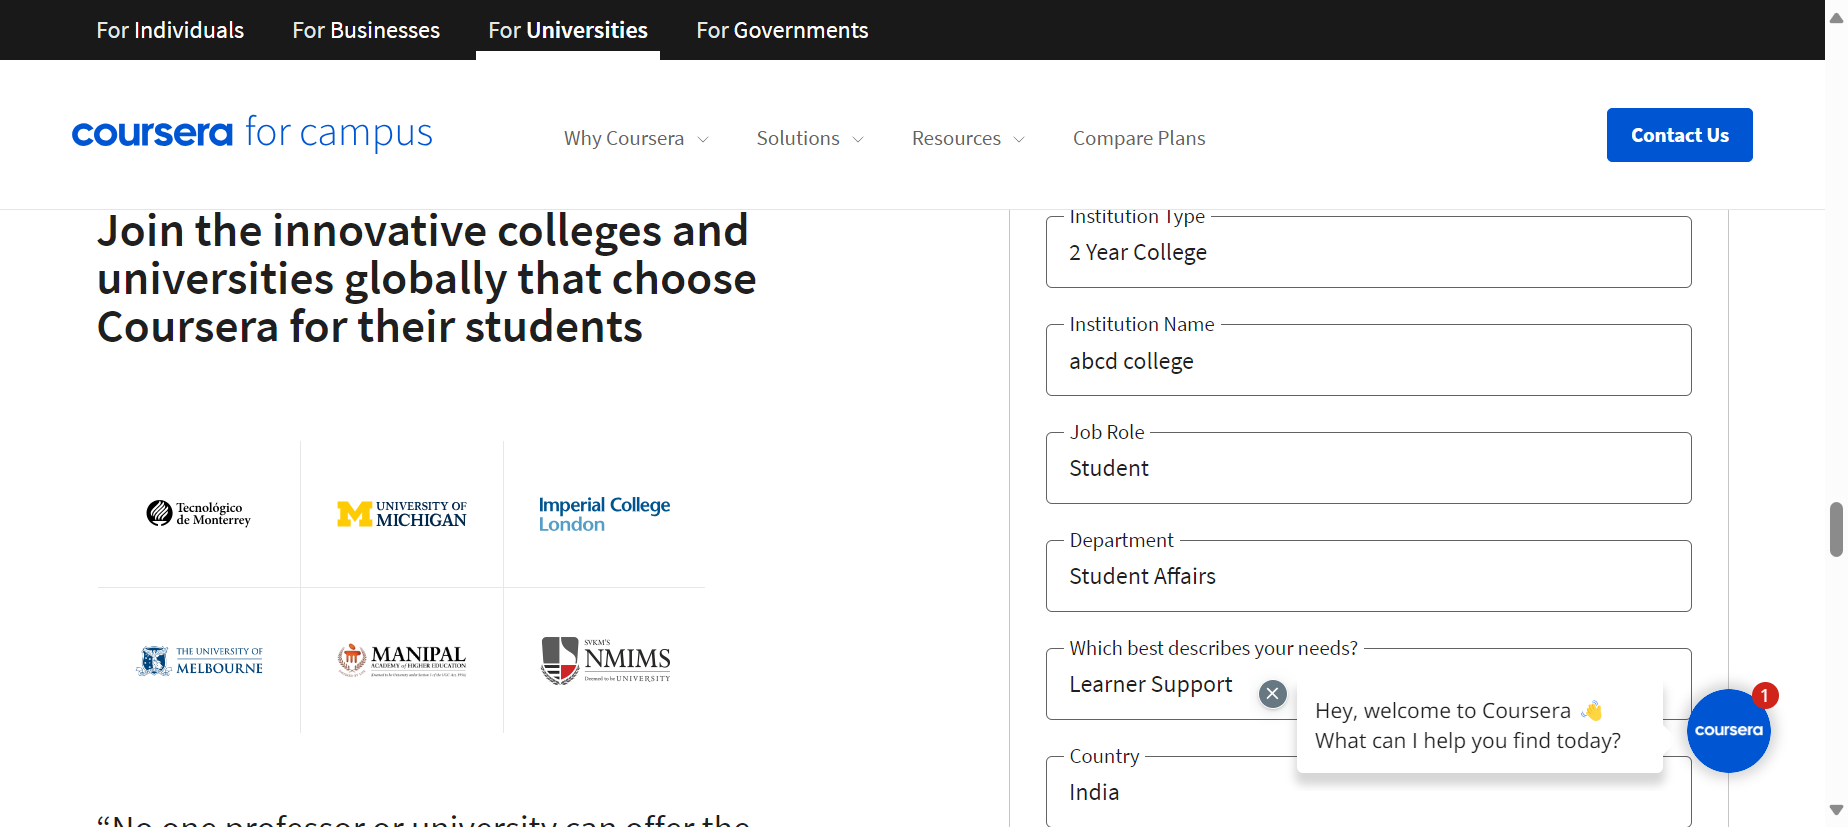 For Individuals
For Businesses
For Universities
For Governments
coursera for campus
Why Coursera
Solutions
Resources
Compare Plans
Contact Us
Join the innovative colleges and
universities globally that choose
Coursera for their students
Tecnológico
de Monterrey
M UNIVERSITY OF
MICHIGAN
Imperial College
London
THE UNIVERSITY OF
MELBOURNE
MANIPAL
ACADEMY of HIGHER EDUCATION
SVKM'S
NMIMS
Deemed to be UNIVERSITY
“No one professor or university can offer the
Institution Type
2 Year College
Institution Name
abcd college
Job Role
Student
Department
Student Affairs
Which best describes your needs?
Learner Support
Country
India
Hey, welcome to Coursera 👋
What can I help you find today?
coursera
1